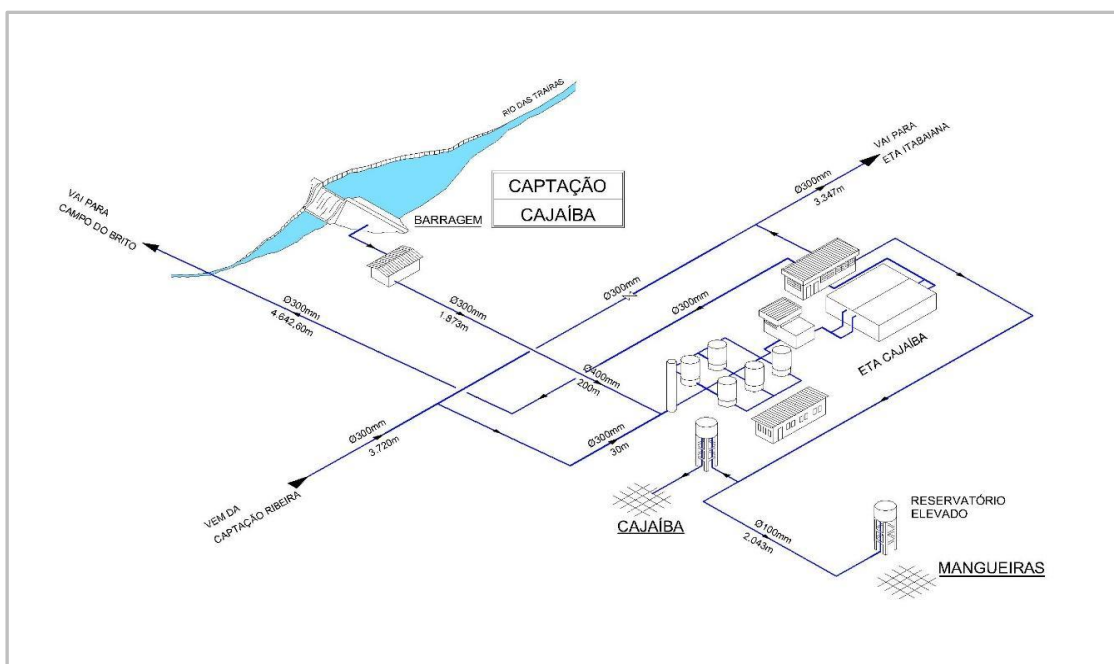 RIO DAS TRAIRAS
VAI PARA
ETA ITABAIANA
CAPTAÇÃO
CAJAÍBA
VAI PARA
CAMPO DO BRITO
BARRAGEM
Ø300mm
3.347m
Ø300mm
4.642,60m
Ø300mm
1.873m
Ø300mm
Ø300mm
ETA CAJAÍBA
Ø400mm
200m
Ø300mm
3.720m
Ø300mm
30m
VEM DA
CAPTAÇÃO RIBEIRA
CAJAÍBA
RESERVATÓRIO
ELEVADO
Ø100mm
2.043m
MANGUEIRAS